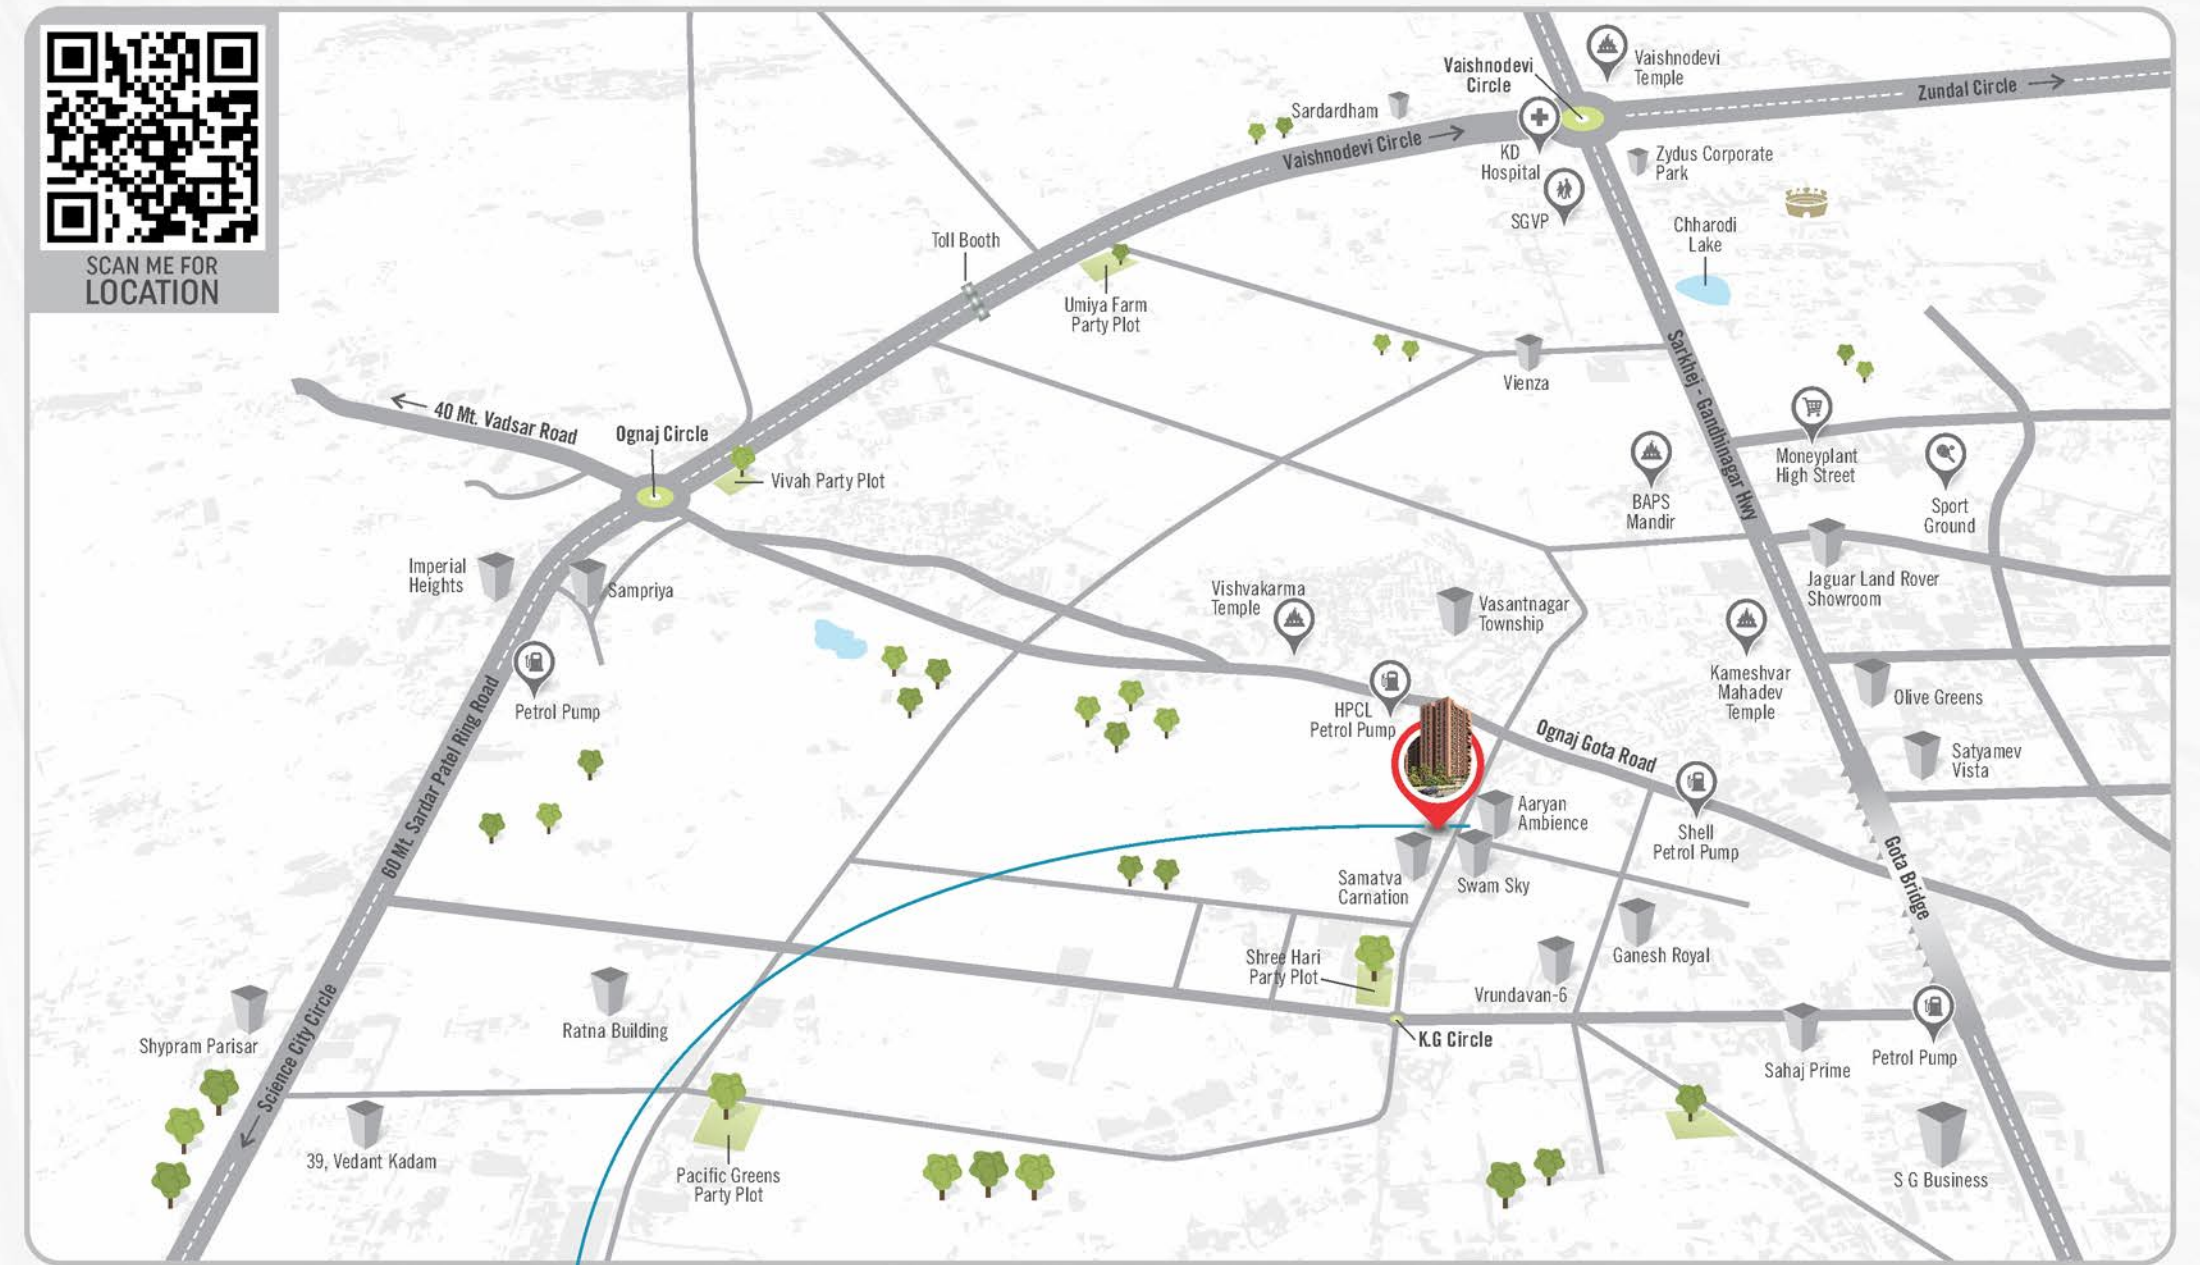 SCAN ME FOR
LOCATION
Vaishnodevi
Circle
Vaishnodevi
Temple
Zundal Circle
Sardardham
Vaishnodevi Circle
KD
Hospital
Zydus Corporate
Park
SGVP
Chharodi
Lake
Toll Booth
Umiya Farm
Party Plot
Vienza
Sarkhej - Gandhinagar Hwy
40 Mt. Vadsar Road
Ognaj Circle
Vivah Party Plot
Moneyplant
High Street
BAPS
Mandir
Sport
Ground
Imperial
Heights
Sampriya
Jaguar Land Rover
Showroom
Vishvakarma
Temple
Vasantnagar
Township
Kameshvar
Mahadev
Temple
Olive Greens
Petrol Pump
HPCL
Petrol Pump
Ognaj Gota Road
Satyamev
Vista
60 Mt. Sardar Patel Ring Road
Aaryan
Ambience
Shell
Petrol Pump
Gota Bridge
Samatva
Carnation
Swam Sky
Shree Hari
Party Plot
Ganesh Royal
Vrundavan-6
Shypram Parisar
Science City Circle
Ratna Building
K.G Circle
Sahaj Prime
Petrol Pump
39, Vedant Kadam
Pacific Greens
Party Plot
S G Business